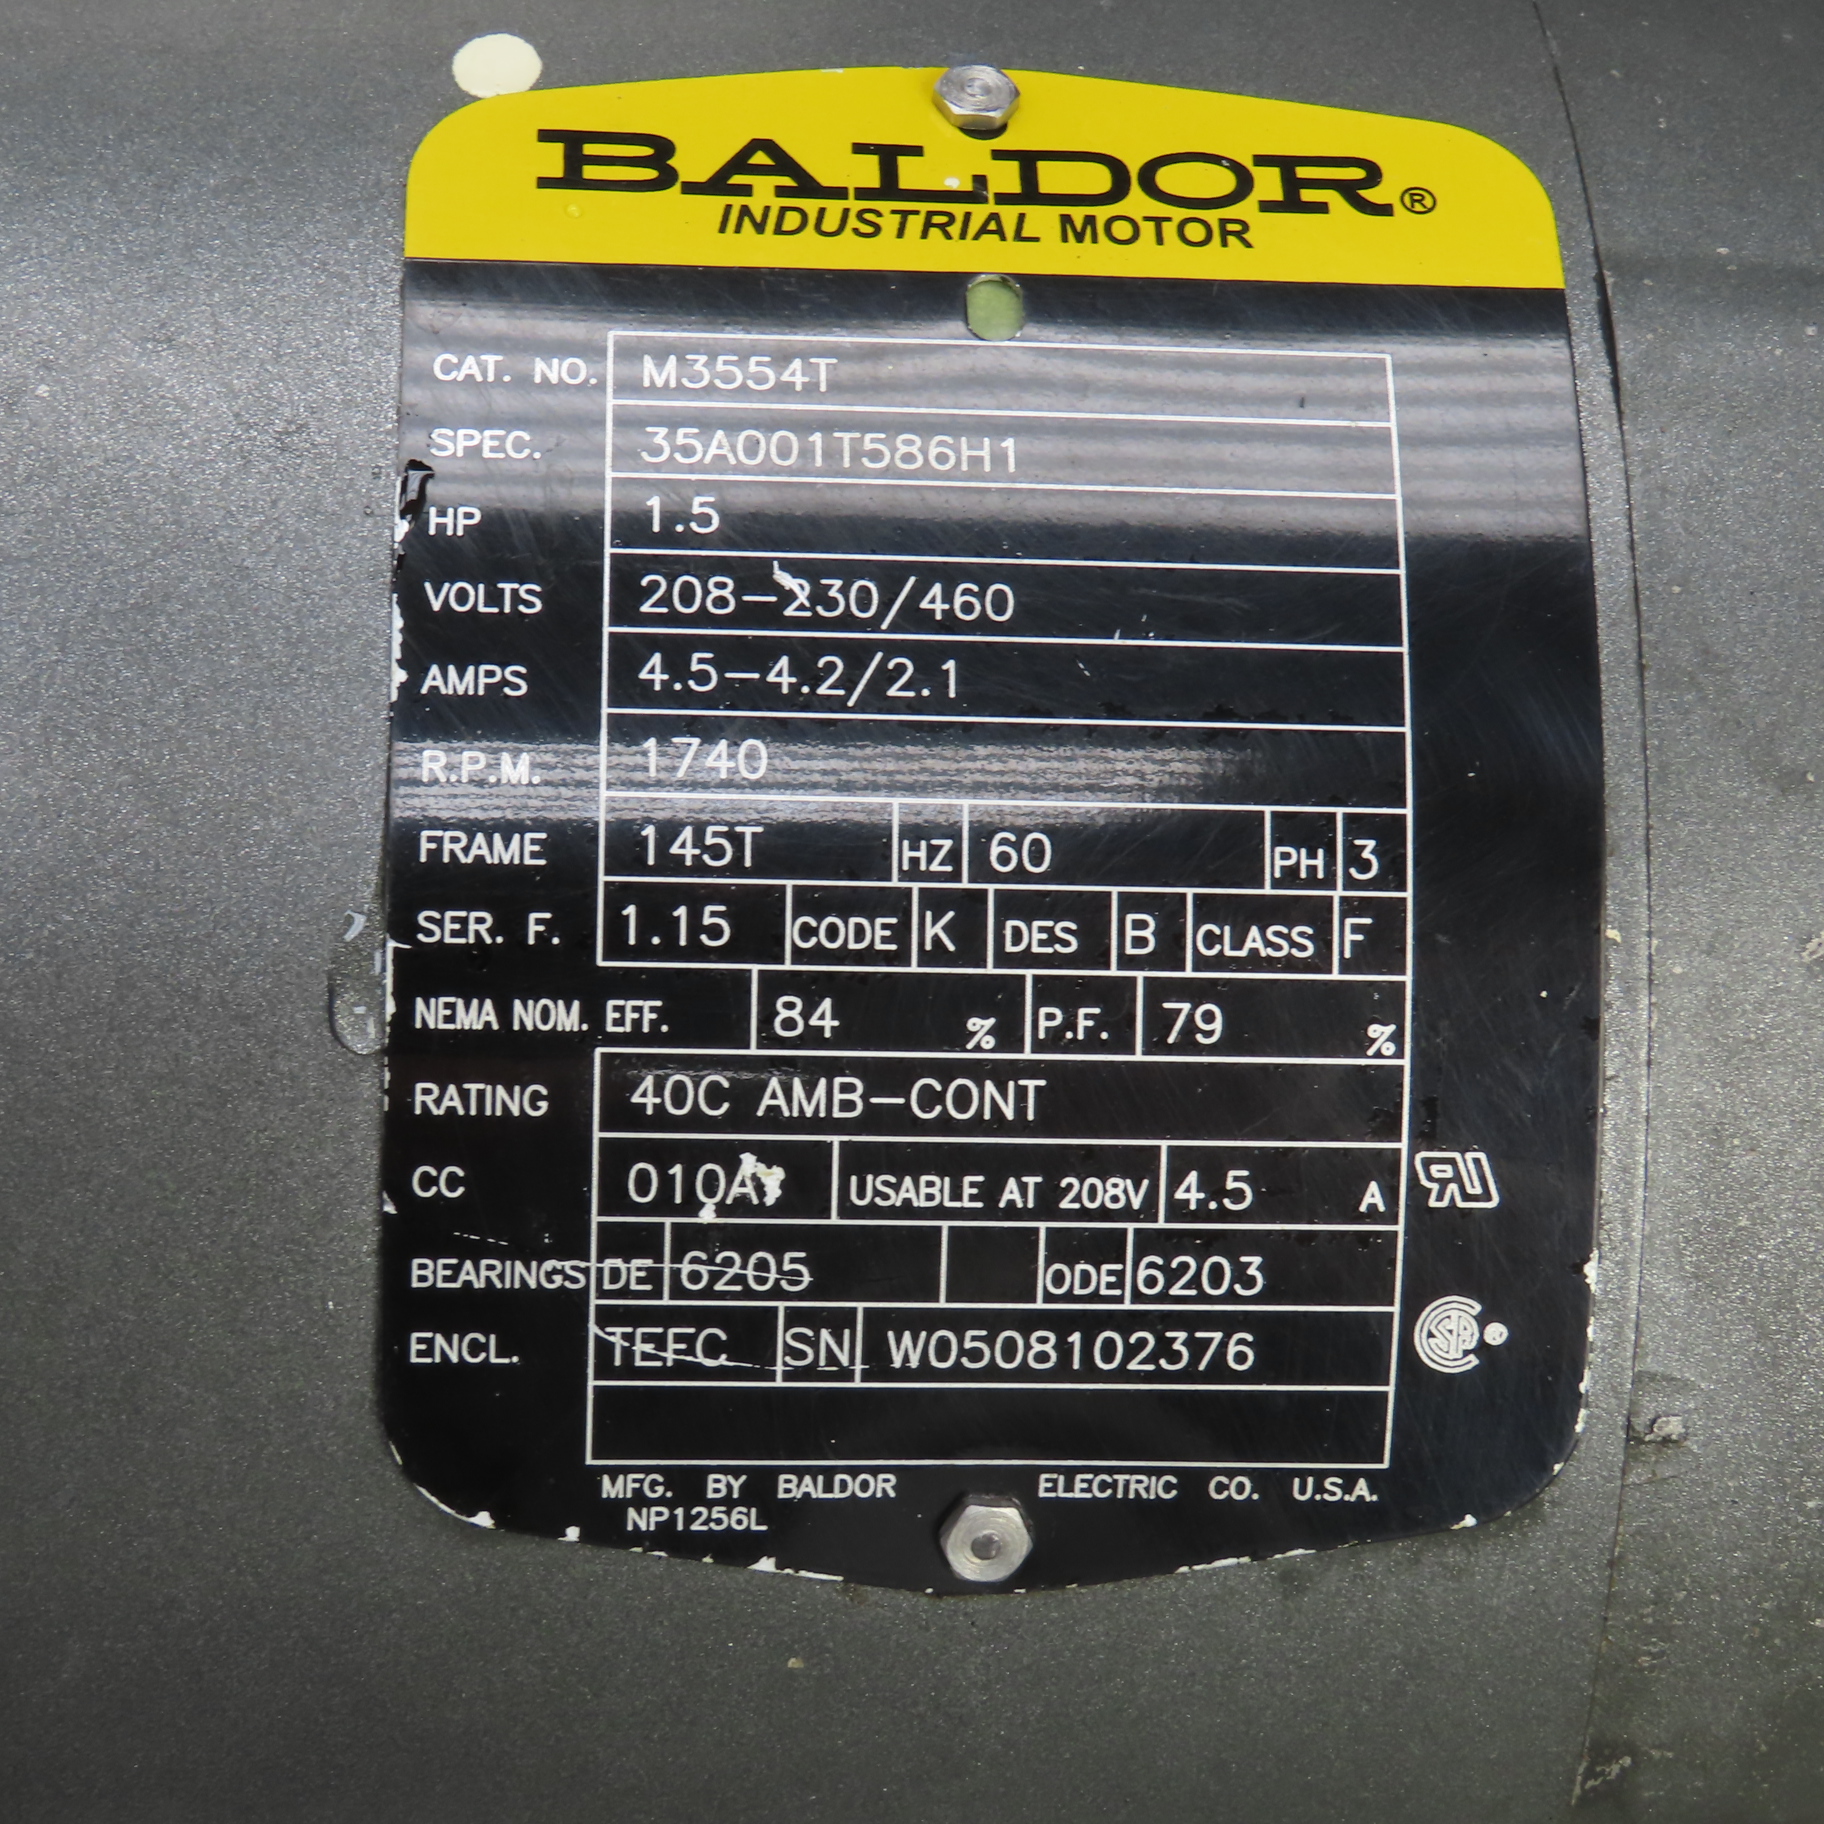 BALDOR®
INDUSTRIAL MOTOR
CAT. NO. M3554T
SPEC. 35A001T586H1
HP 1.5
VOLTS 208-230/460
AMPS 4.5-4.2/2.1
R.P.M. 1740
FRAME 145T HZ 60 PH 3
SER. F. 1.15 CODE K DES B CLASS F
NEMA NOM. EFF. 84 % P.F. 79 %
RATING 40C AMB-CONT
CC 010A USABLE AT 208V 4.5 A
BEARINGS DE 6205 ODE 6203
ENCL. TEFC SN W0508102376
MFG. BY BALDOR ELECTRIC CO. U.S.A.
NP1256L